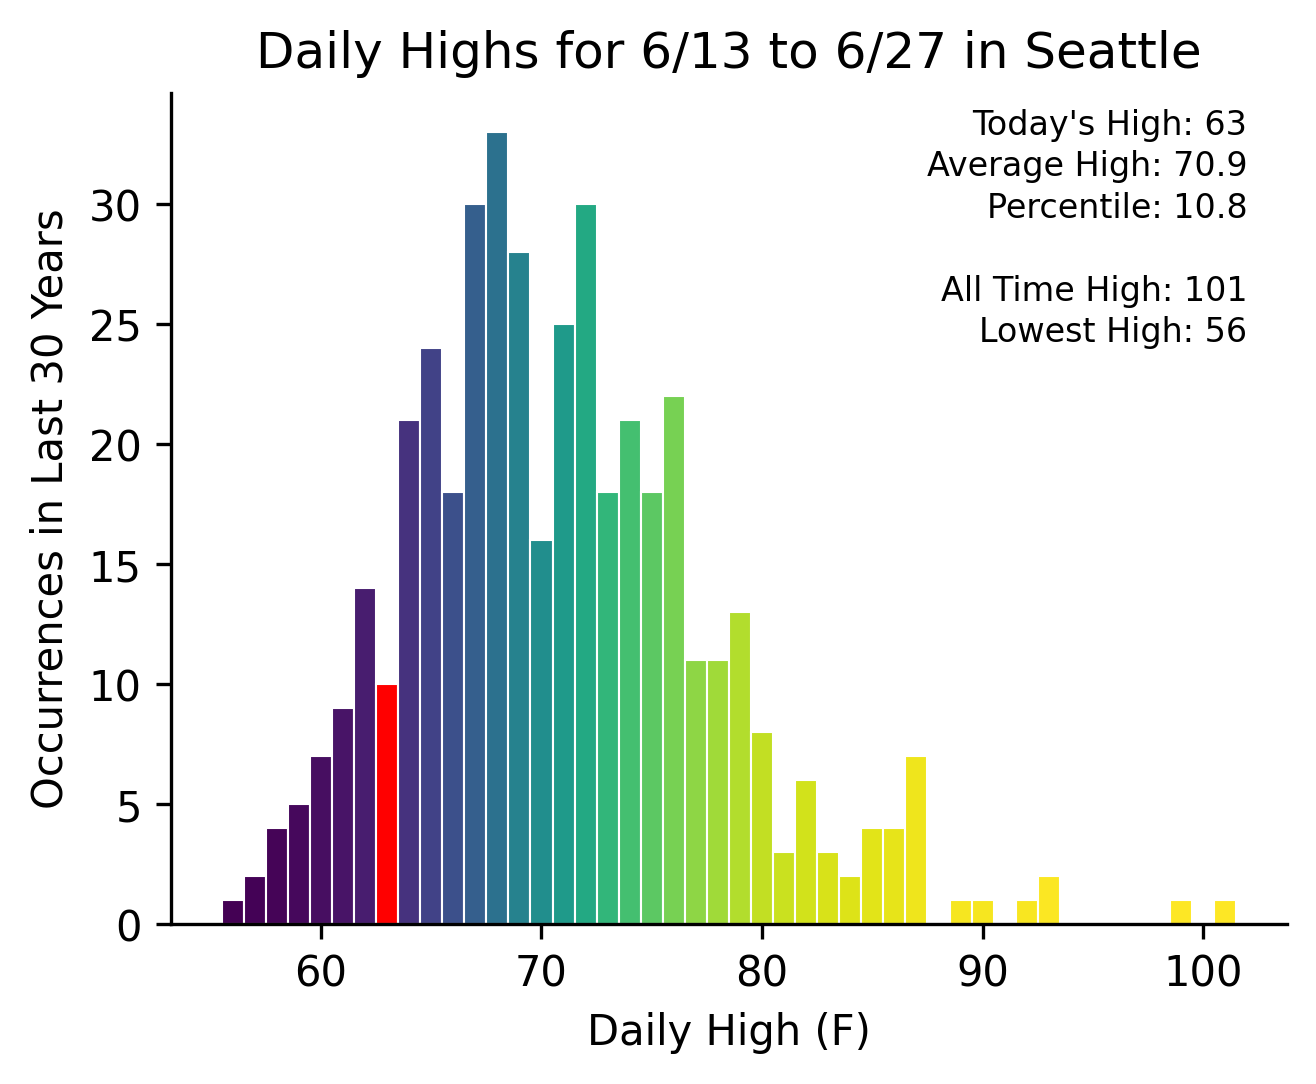 Daily Highs for 6/13 to 6/27 in Seattle
Today's High: 63
Average High: 70.9
Percentile: 10.8
All Time High: 101
Lowest High: 56
Occurrences in Last 30 Years
30
25
20
15
10
5
0
60 70 80 90 100
Daily High (F)